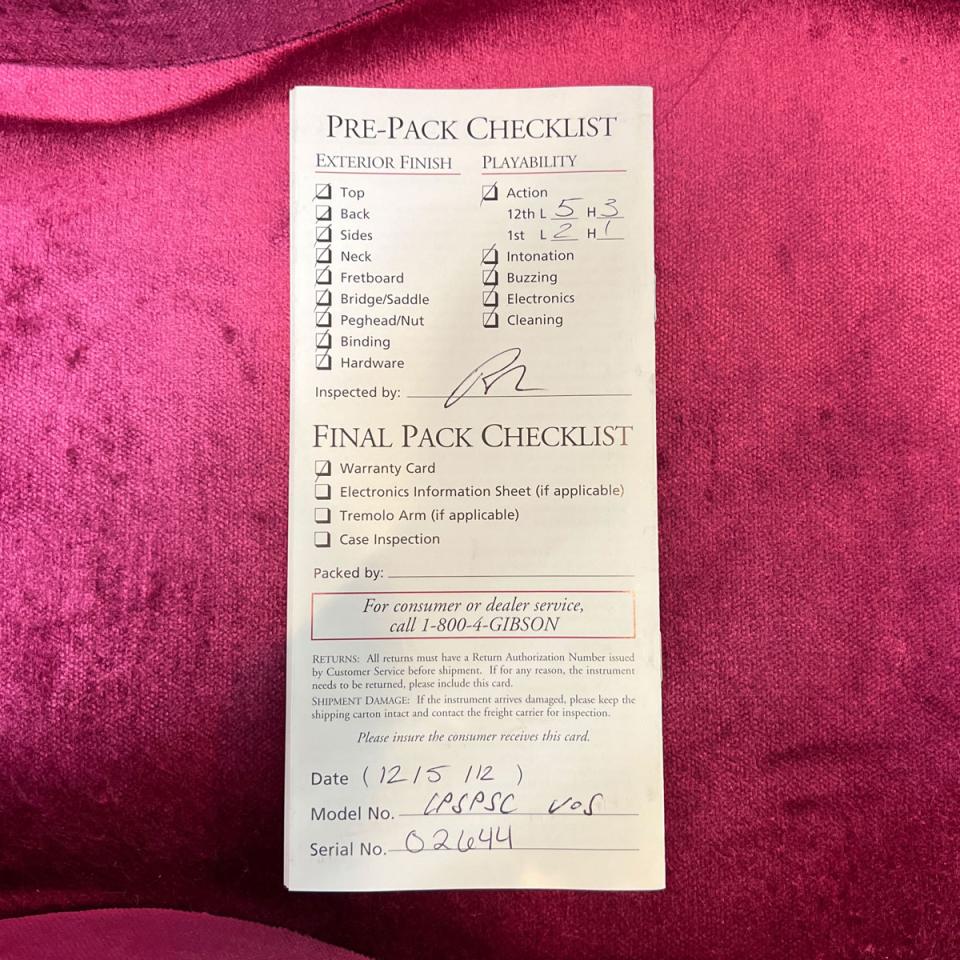 PRE-PACK CHECKLIST
EXTERIOR FINISH
Top
Back
Sides
Neck
Fretboard
Bridge/Saddle
Peghead/Nut
Binding
Hardware
PLAYABILITY
Action
12th L 5 H 3
1st L 2 H 1
Intonation
Buzzing
Electronics
Cleaning
Inspected by:
FINAL PACK CHECKLIST
Warranty Card
Electronics Information Sheet (if applicable)
Tremolo Arm (if applicable)
Case Inspection
Packed by:
For consumer or dealer service,
call 1-800-4-GIBSON
RETURNS: All returns must have a Return Authorization Number issued
by Customer Service before shipment. If for any reason, the instrument
needs to be returned, please include this card.
SHIPMENT DAMAGE: If the instrument arrives damaged, please keep the
shipping carton intact and contact the freight carrier for inspection.
Please insure the consumer receives this card.
Date (12/5/12)
Model No. LPSPSC VOS
Serial No. 02644